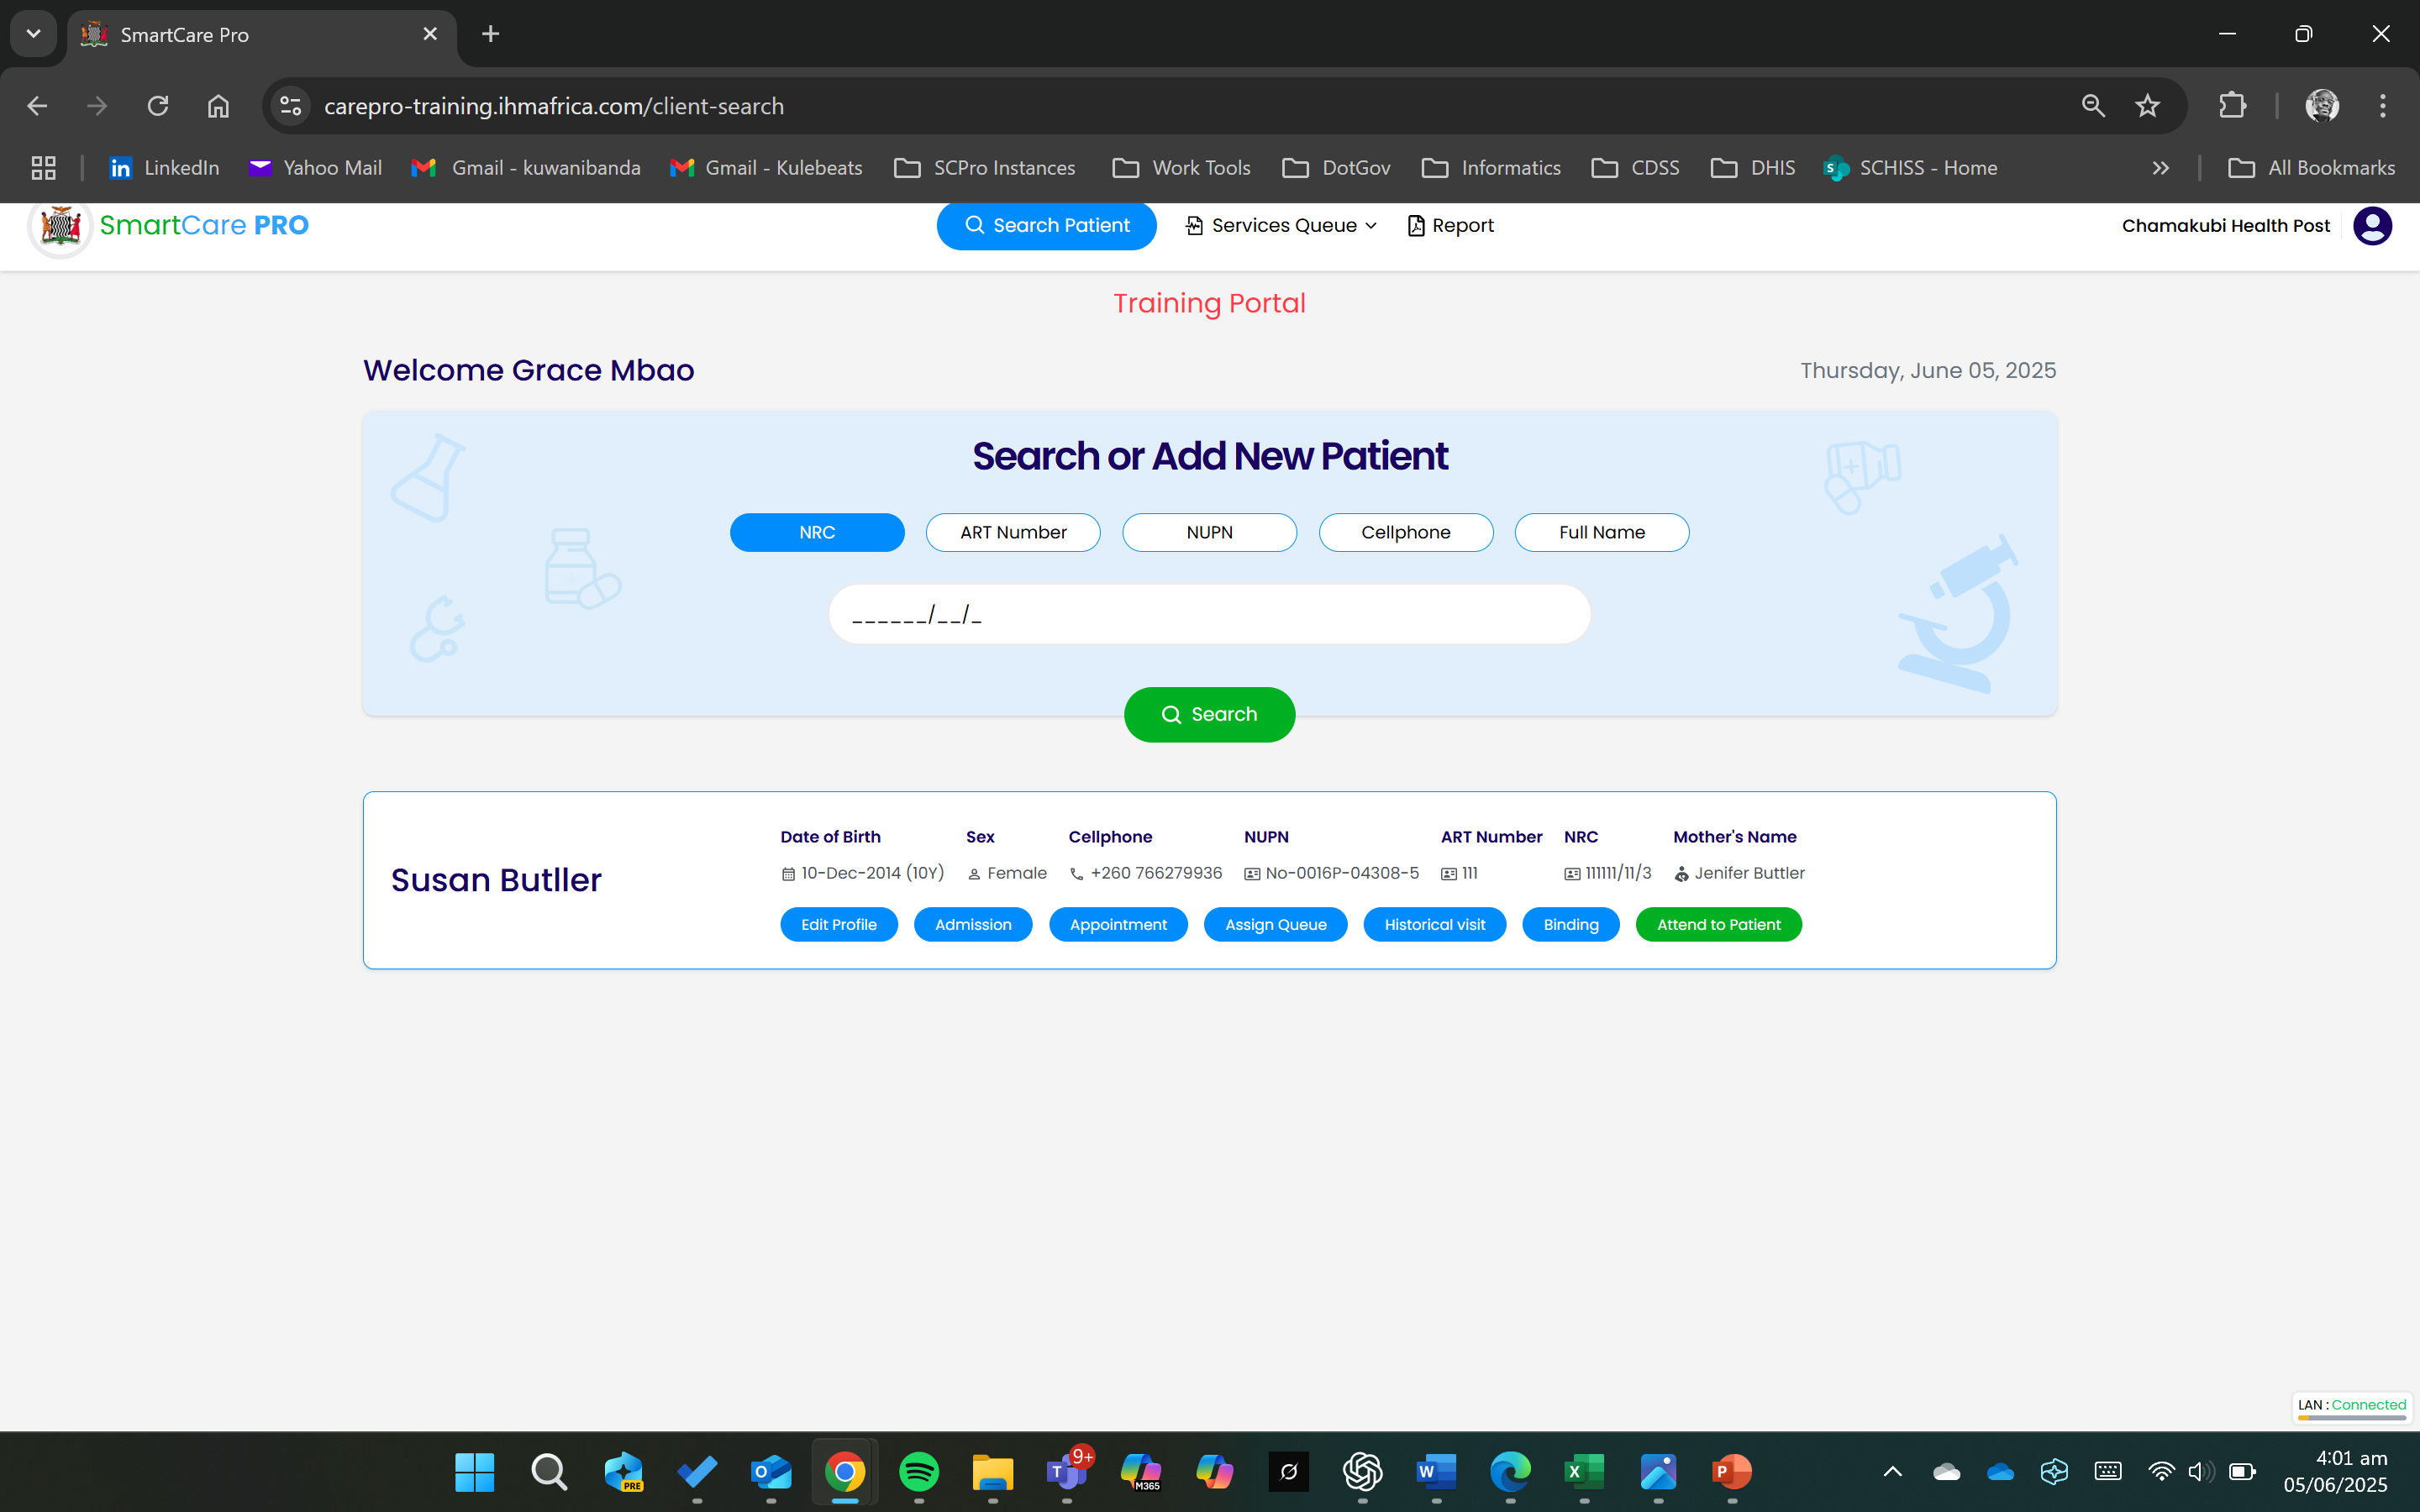 SmartCare Pro
carepro-training.ihmafrica.com/client-search
LinkedIn Yahoo Mail Gmail - kuwanibanda Gmail - Kulebeats SCPro Instances Work Tools DotGov Informatics CDSS DHIS SCHISS - Home All Bookmarks
SmartCare PRO Search Patient Services Queue Report Chamakubi Health Post
Training Portal
Welcome Grace Mbao Thursday, June 05, 2025
Search or Add New Patient
NRC ART Number NUPN Cellphone Full Name
______/__/_
Search
Date of Birth Sex Cellphone NUPN ART Number NRC Mother's Name
Susan Butller
10-Dec-2014 (10Y) Female +260 766279936 No-0016P-04308-5 111 111111/11/3 Jenifer Buttler
Edit Profile Admission Appointment Assign Queue Historical visit Binding Attend to Patient
LAN : Connected
PRE 9+ M365
4:01 am
05/06/2025